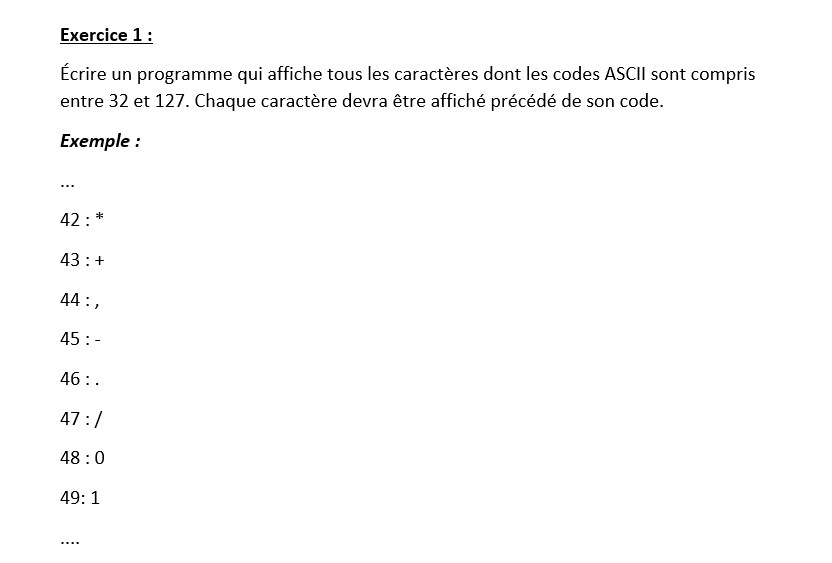 Exercice 1 :
Écrire un programme qui affiche tous les caractères dont les codes ASCII sont compris
entre 32 et 127. Chaque caractère devra être affiché précédé de son code.
Exemple :
...
42 : *
43 : +
44 : ,
45 : -
46 : .
47 : /
48 : 0
49: 1
....